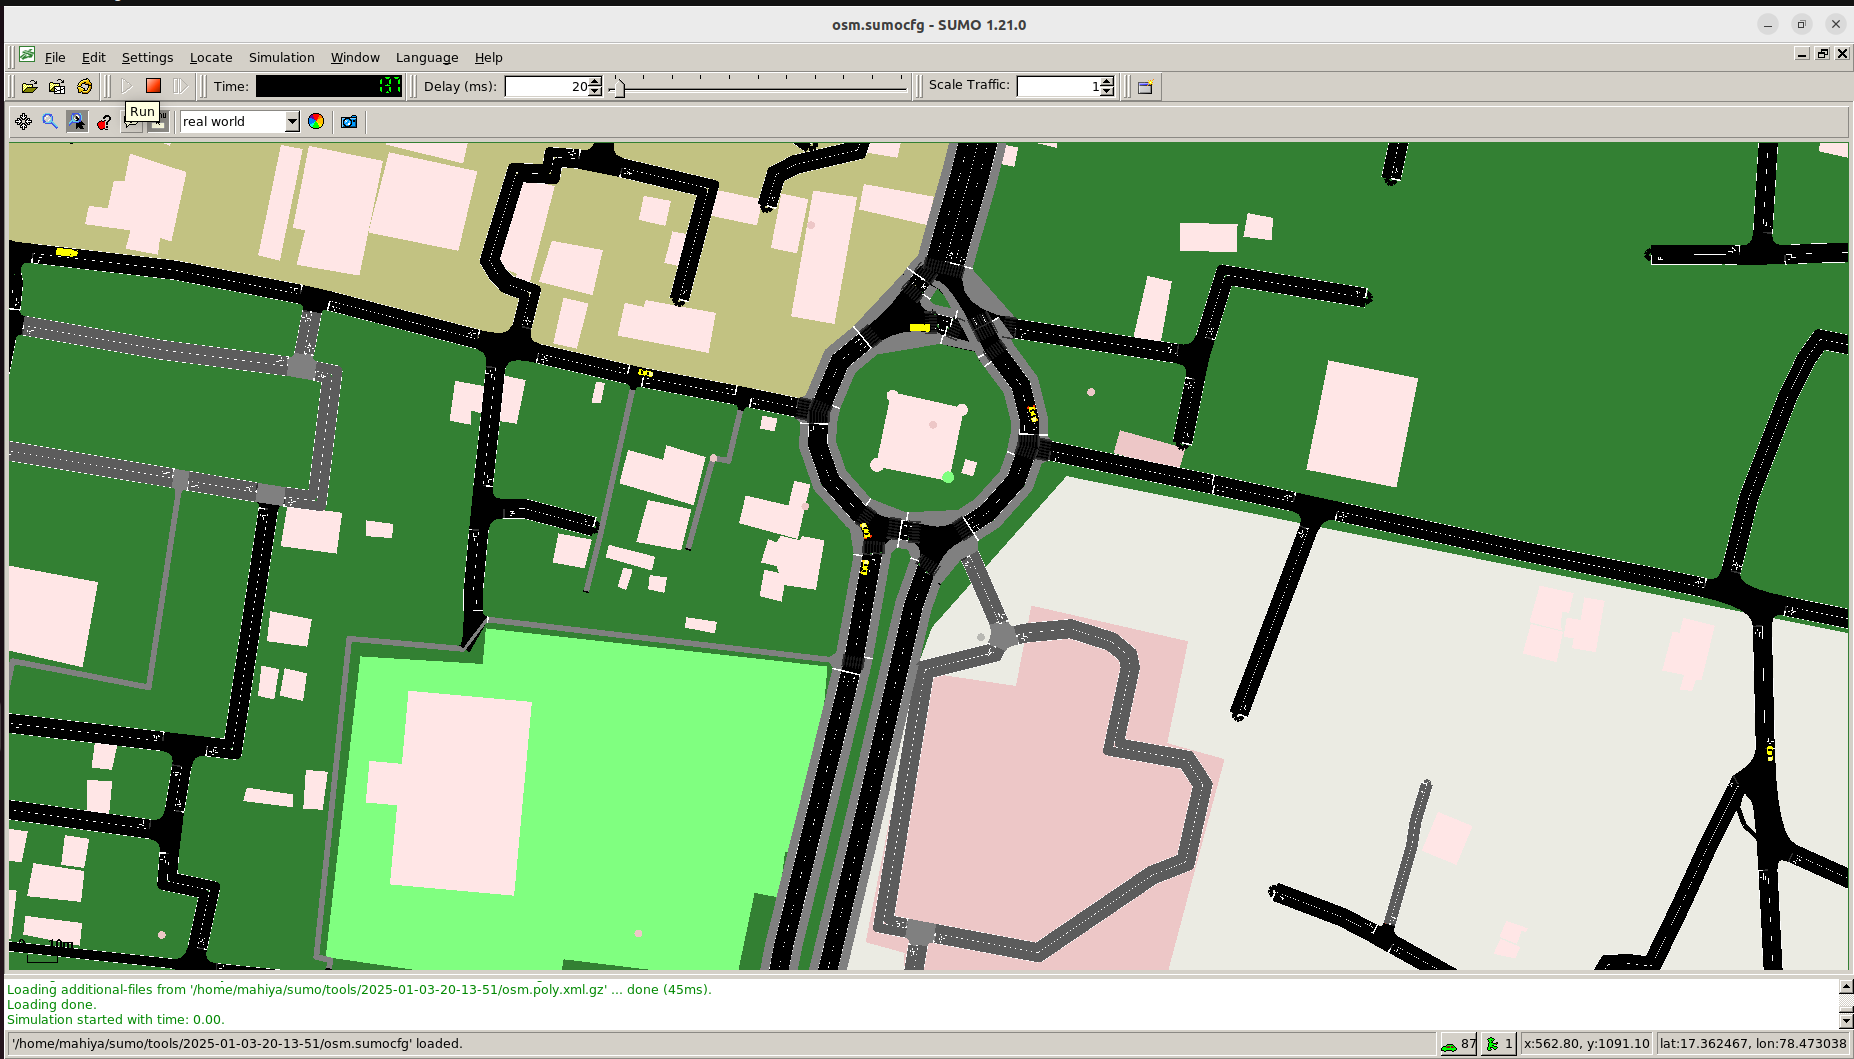 osm.sumocfg - SUMO 1.21.0
File Edit Settings Locate Simulation Window Language Help
Time: Delay (ms): 20 Scale Traffic: 1
Run
real world
0 10m
Loading additional-files from '/home/mahiya/sumo/tools/2025-01-03-20-13-51/osm.poly.xml.gz' ... done (45ms).
Loading done.
Simulation started with time: 0.00.
'/home/mahiya/sumo/tools/2025-01-03-20-13-51/osm.sumocfg' loaded. 87 1 x:562.80, y:1091.10 lat:17.362467, lon:78.473038